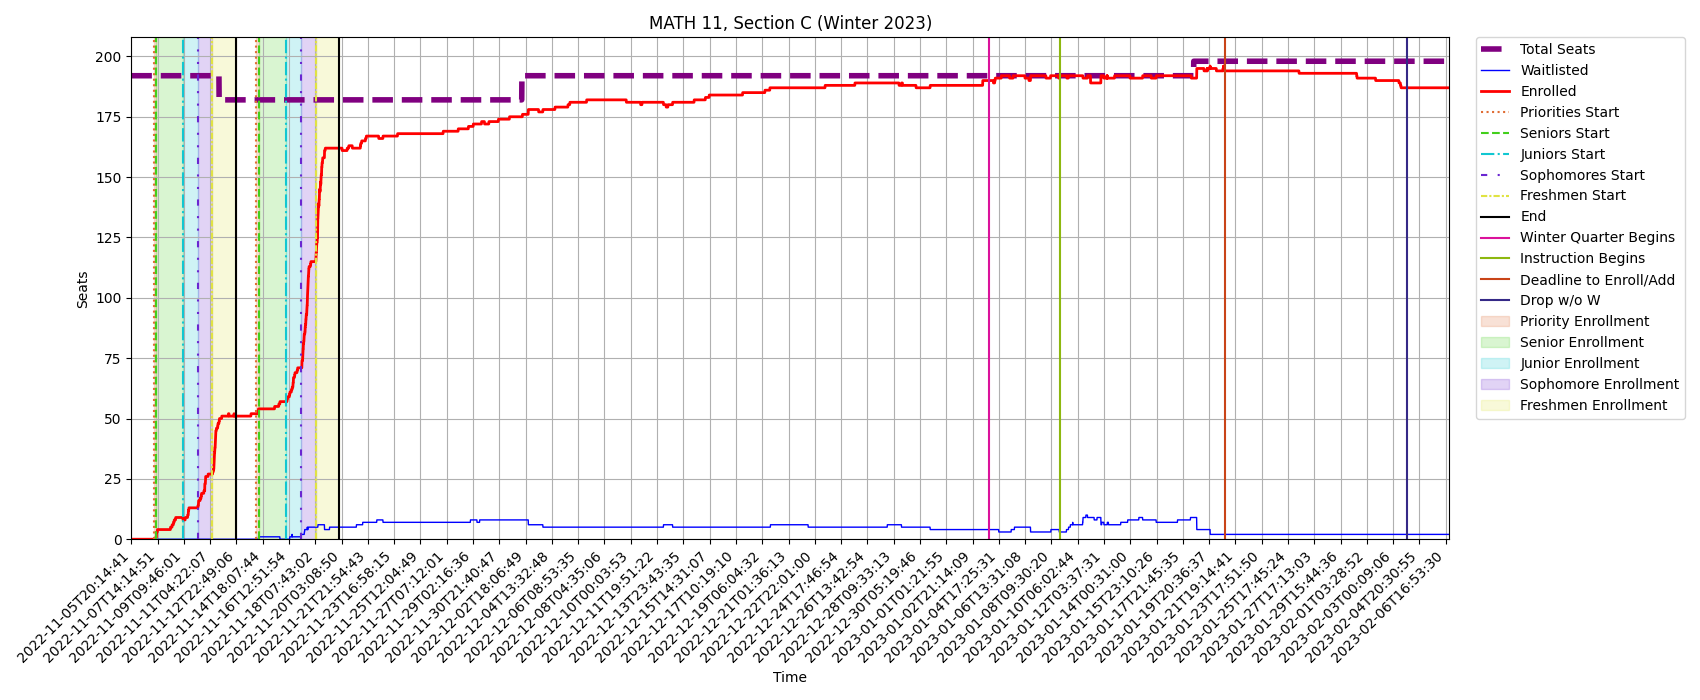 MATH 11, Section C (Winter 2023)
Seats
200
175
150
125
100
75
50
25
0
2022-11-05T20:14:41
2022-11-07T14:14:51
2022-11-09T09:46:01
2022-11-11T04:22:07
2022-11-12T22:49:06
2022-11-14T18:07:44
2022-11-16T12:51:54
2022-11-18T07:43:02
2022-11-20T03:08:50
2022-11-21T21:54:43
2022-11-23T16:58:15
2022-11-25T12:04:49
2022-11-27T07:12:01
2022-11-29T02:16:36
2022-11-30T21:40:47
2022-12-02T18:06:49
2022-12-04T13:32:48
2022-12-06T08:53:35
2022-12-08T04:35:06
2022-12-10T00:03:53
2022-12-11T19:51:22
2022-12-13T23:43:35
2022-12-15T14:31:07
2022-12-17T10:19:10
2022-12-19T06:04:32
2022-12-21T01:36:13
2022-12-22T22:01:00
2022-12-24T17:46:54
2022-12-26T13:42:54
2022-12-28T09:33:13
2022-12-30T05:19:46
2023-01-01T01:21:55
2023-01-02T21:14:09
2023-01-04T17:25:31
2023-01-06T13:31:08
2023-01-08T09:30:20
2023-01-10T06:02:44
2023-01-12T03:37:31
2023-01-14T00:31:00
2023-01-15T23:10:26
2023-01-17T21:45:35
2023-01-19T20:36:37
2023-01-21T19:14:41
2023-01-23T17:51:50
2023-01-25T17:45:24
2023-01-27T17:13:03
2023-01-29T15:44:36
2023-02-01T03:28:52
2023-02-03T00:09:06
2023-02-04T20:30:55
2023-02-06T16:53:30
Time
Total Seats
Waitlisted
Enrolled
Priorities Start
Seniors Start
Juniors Start
Sophomores Start
Freshmen Start
End
Winter Quarter Begins
Instruction Begins
Deadline to Enroll/Add
Drop w/o W
Priority Enrollment
Senior Enrollment
Junior Enrollment
Sophomore Enrollment
Freshmen Enrollment